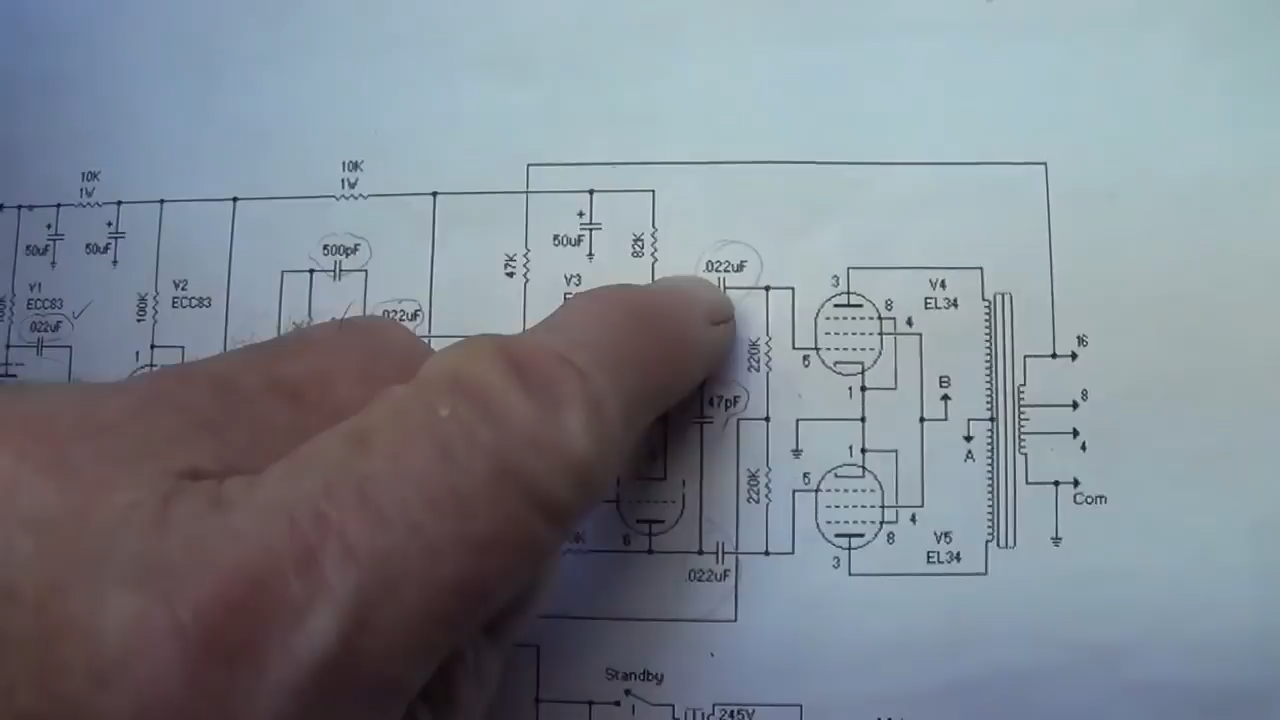 10K
1W
10K
1W
50uF
50uF
500pF
47K
50uF
82K
.022uF
V1
ECC83
.022uF
100K
V2
ECC83
1
.022uF
V3
3
8
4
V4
EL34
220K
6
1
B
16
8
4
A
47pF
1
5
220K
4
8
3
V5
EL34
Com
6
.022uF
Standby
245V